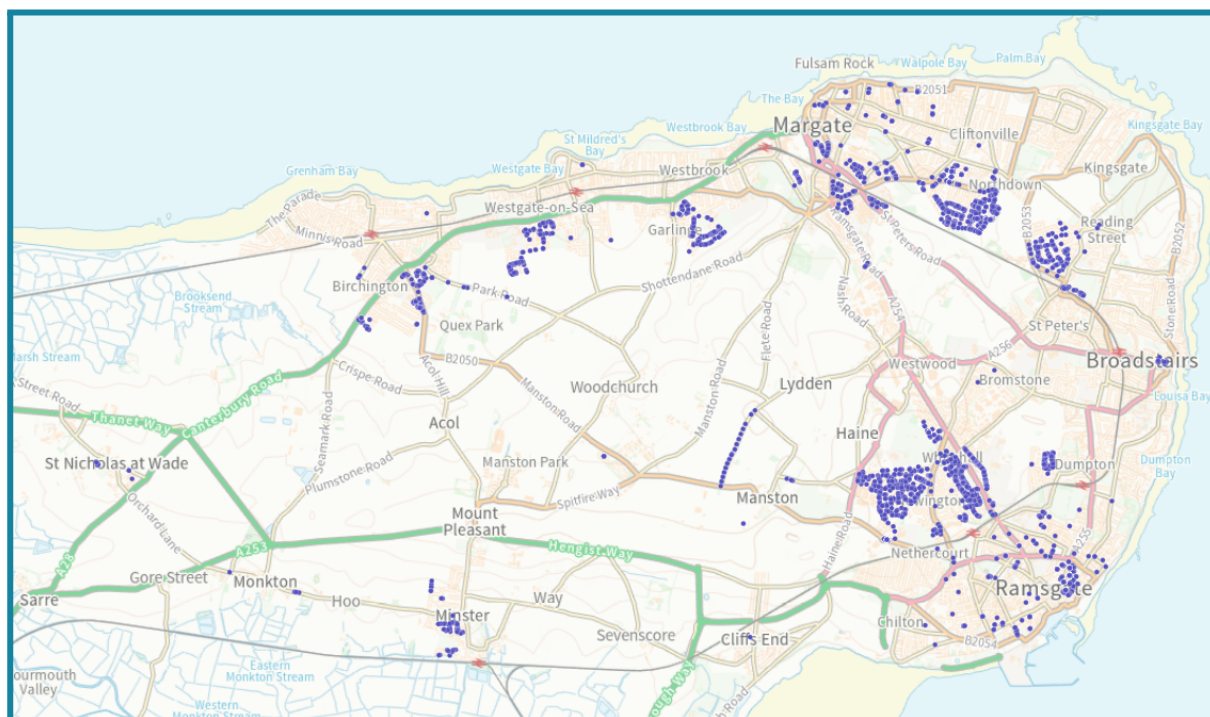 Fulsam Rock
Walpole Bay
Palm Bay
B2051
The Bay
Margate
Cliftonville
Kingsgate Bay
Westbrook Bay
St Mildred's
Bay
Westgate Bay
Grenham Bay
Westbrook
Kingsgate
Northdown
The Parade
Minnis Road
Westgate-on-Sea
Garlinge
Ramsgate Road
St Peters Road
B2053
Reading
Street
B2052
Shottendane Road
Birchington
Park Road
Brooksend
Stream
Quex Park
Nash Road
A254
Stone Road
Flete Road
St Peter's
A256
Marsh Stream
B2050
Acol Hill
Westwood
Broadstairs
Crispe Road
Woodchurch
Lydden
Bromstone
Street Road
Canterbury Road
Thanet Way
Manston Road
Manston Road
Louisa Bay
Acol
Seamark Road
Haine
St Nicholas at Wade
Plumstone Road
Manston Park
Dumpton
Dumpton
Bay
Spitfire Way
Manston
Orchard Lane
Mount
Pleasant
A28
A253
Hengist Way
Haine Road
Nethercourt
A255
Gore Street
Monkton
Sarre
Hoo
Way
Ramsgate
Minster
Chilton
Sevenscore
Cliffs End
B2054
Eastern
Monkton Stream
Western
Monkton Stream
Valley